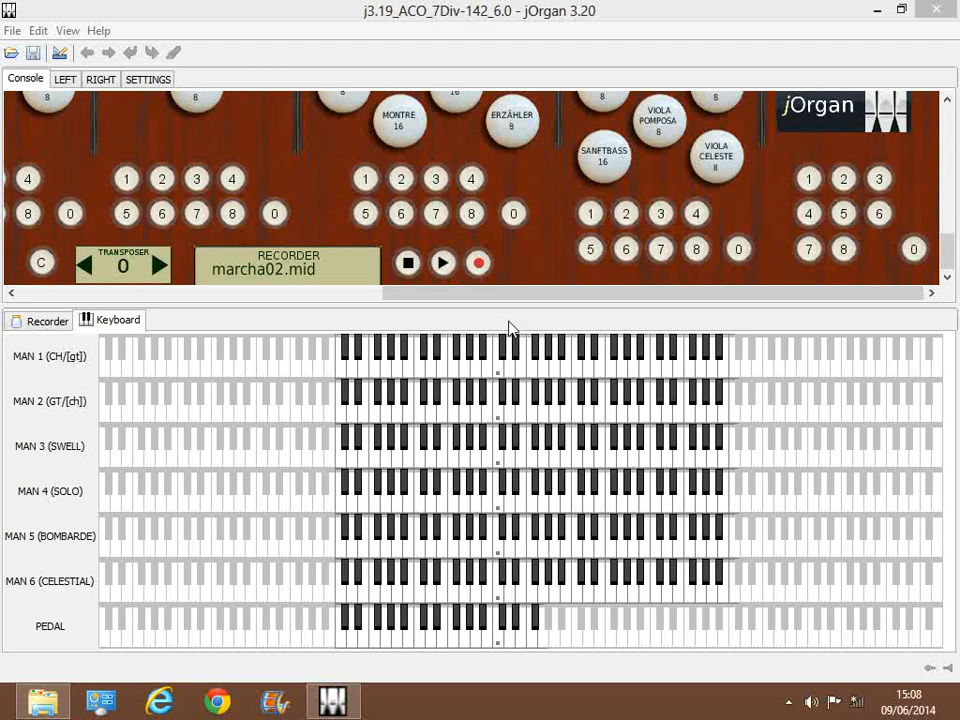 j3.19_ACO_7Div-142_6.0 - jOrgan 3.20
File Edit View Help
Console LEFT RIGHT SETTINGS
8 8 8 16 8 8
MONTRE 16
ERZÄHLER 8
VIOLA POMPOSA 8
SANFTBASS 16
VIOLA CELESTE II
jOrgan
4 1 2 3 4 1 2 3 4 1 2 3
8 0 5 6 7 8 0 5 6 7 8 0 1 2 3 4 4 5 6
5 6 7 8 0 7 8 0
C
TRANSPOSER
0
RECORDER
marcha02.mid
Recorder Keyboard
MAN 1 (CH/[gt])
MAN 2 (GT/[ch])
MAN 3 (SWELL)
MAN 4 (SOLO)
MAN 5 (BOMBARDE)
MAN 6 (CELESTIAL)
PEDAL
15:08
09/06/2014